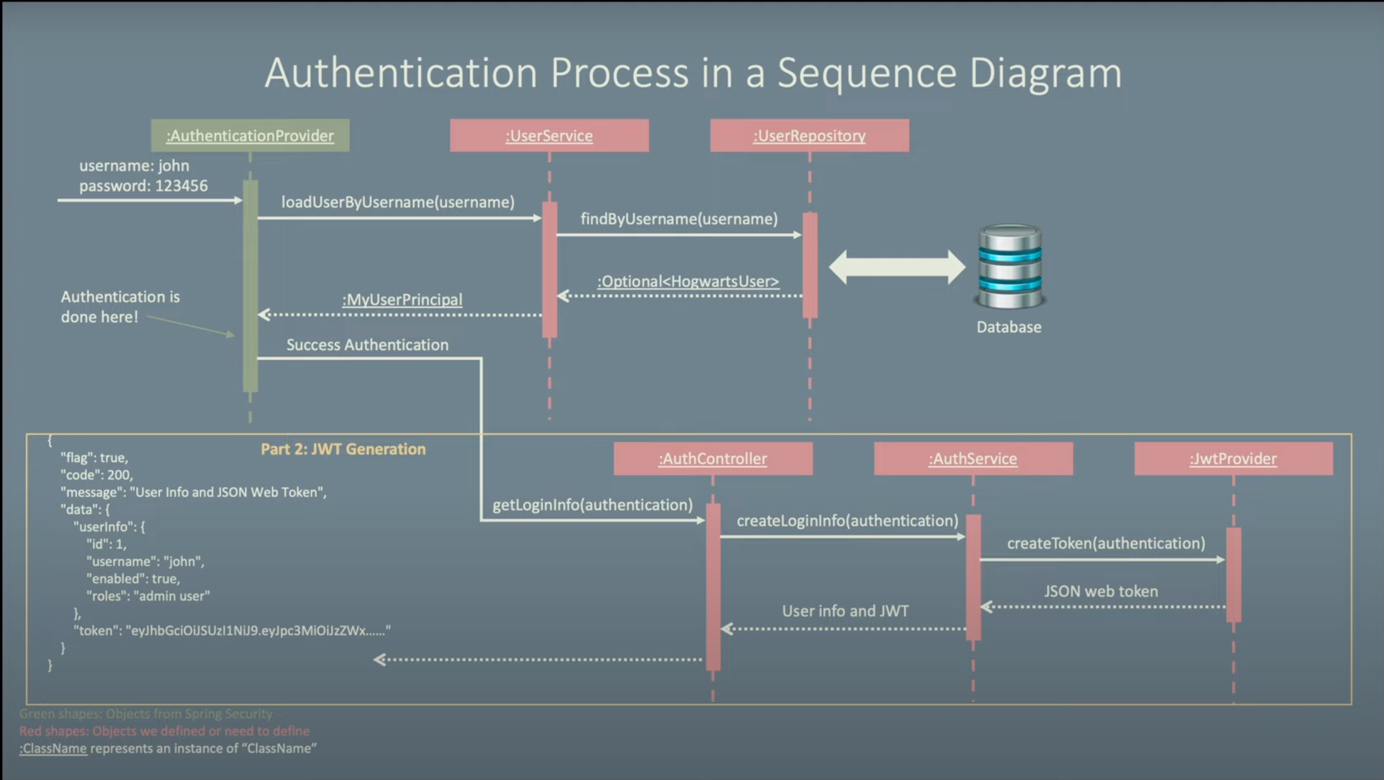 Authentication Process in a Sequence Diagram
:AuthenticationProvider
:UserService
:UserRepository
username: john
password: 123456
loadUserByUsername(username)
findByUsername(username)
:Optional<HogwartsUser>
:MyUserPrincipal
Authentication is
done here!
Success Authentication
Database
Part 2: JWT Generation
{
"flag": true,
"code": 200,
"message": "User Info and JSON Web Token",
"data": {
"userInfo": {
"id": 1,
"username": "john",
"enabled": true,
"roles": "admin user"
},
"token": "eyJhbGciOiJSUzI1NiJ9.eyJpc3MiOiJzZWx......"
}
}
:AuthController
:AuthService
:JwtProvider
getLoginInfo(authentication)
createLoginInfo(authentication)
createToken(authentication)
JSON web token
User info and JWT
Green shapes: Objects from Spring Security
Red shapes: Objects we defined or need to define
:ClassName represents an instance of “ClassName”